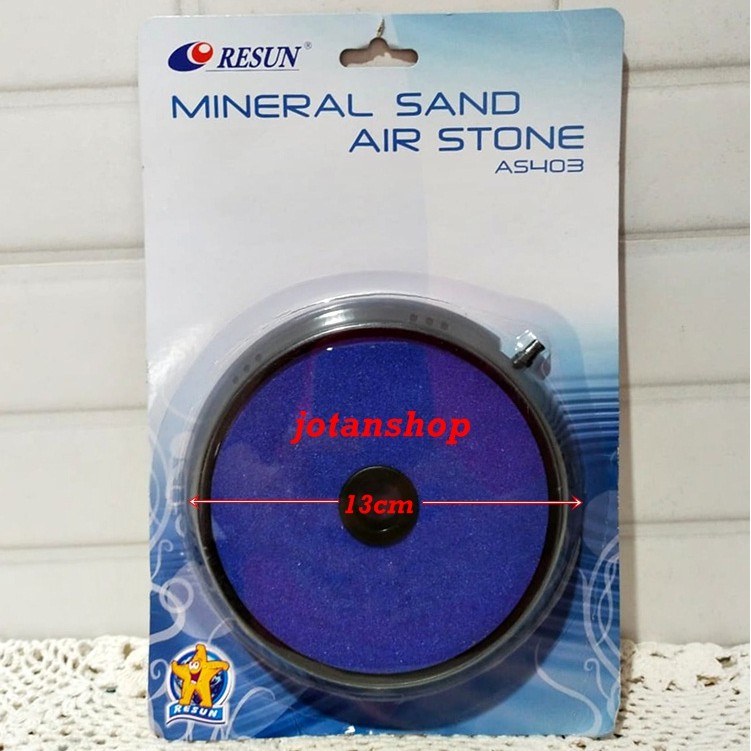 RESUN®
MINERAL SAND
AIR STONE
AS403
jotanshop
13cm
RESUN